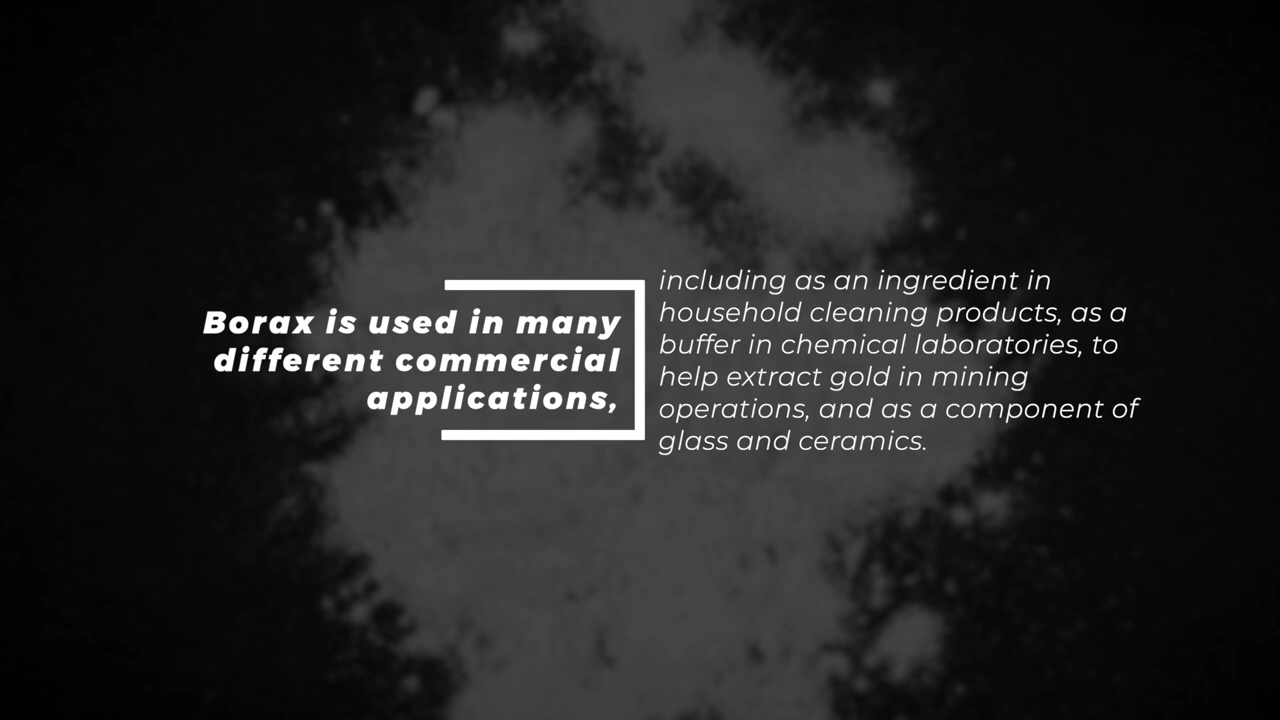 Borax is used in many
different commercial
applications,
including as an ingredient in
household cleaning products, as a
buffer in chemical laboratories, to
help extract gold in mining
operations, and as a component of
glass and ceramics.